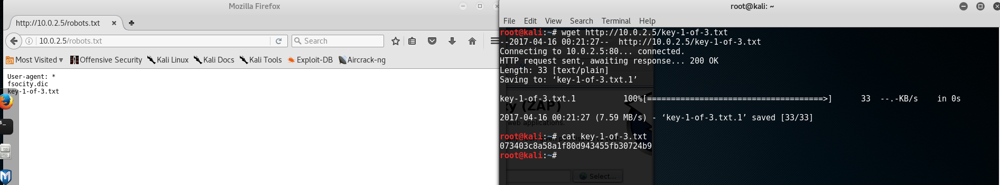 Mozilla Firefox
http://10.0.2.5/robots.txt
10.0.2.5/robots.txt
Search
Most Visited
Offensive Security
Kali Linux
Kali Docs
Kali Tools
Exploit-DB
Aircrack-ng
User-agent: *
fsocity.dic
key-1-of-3.txt
$_
root@kali: ~
File Edit View Search Terminal Help
root@kali:~# wget http://10.0.2.5/key-1-of-3.txt
--2017-04-16 00:21:27--  http://10.0.2.5/key-1-of-3.txt
Connecting to 10.0.2.5:80... connected.
HTTP request sent, awaiting response... 200 OK
Length: 33 [text/plain]
Saving to: ‘key-1-of-3.txt.1’
key-1-of-3.txt.1          100%[=====================================>]      33  --.-KB/s    in 0s
(ZAP)
2017-04-16 00:21:27 (7.59 MB/s) - ‘key-1-of-3.txt.1’ saved [33/33]
web applications.
root@kali:~# cat key-1-of-3.txt
073403c8a58a1f80d943455fb30724b9
root@kali:~#
Select...